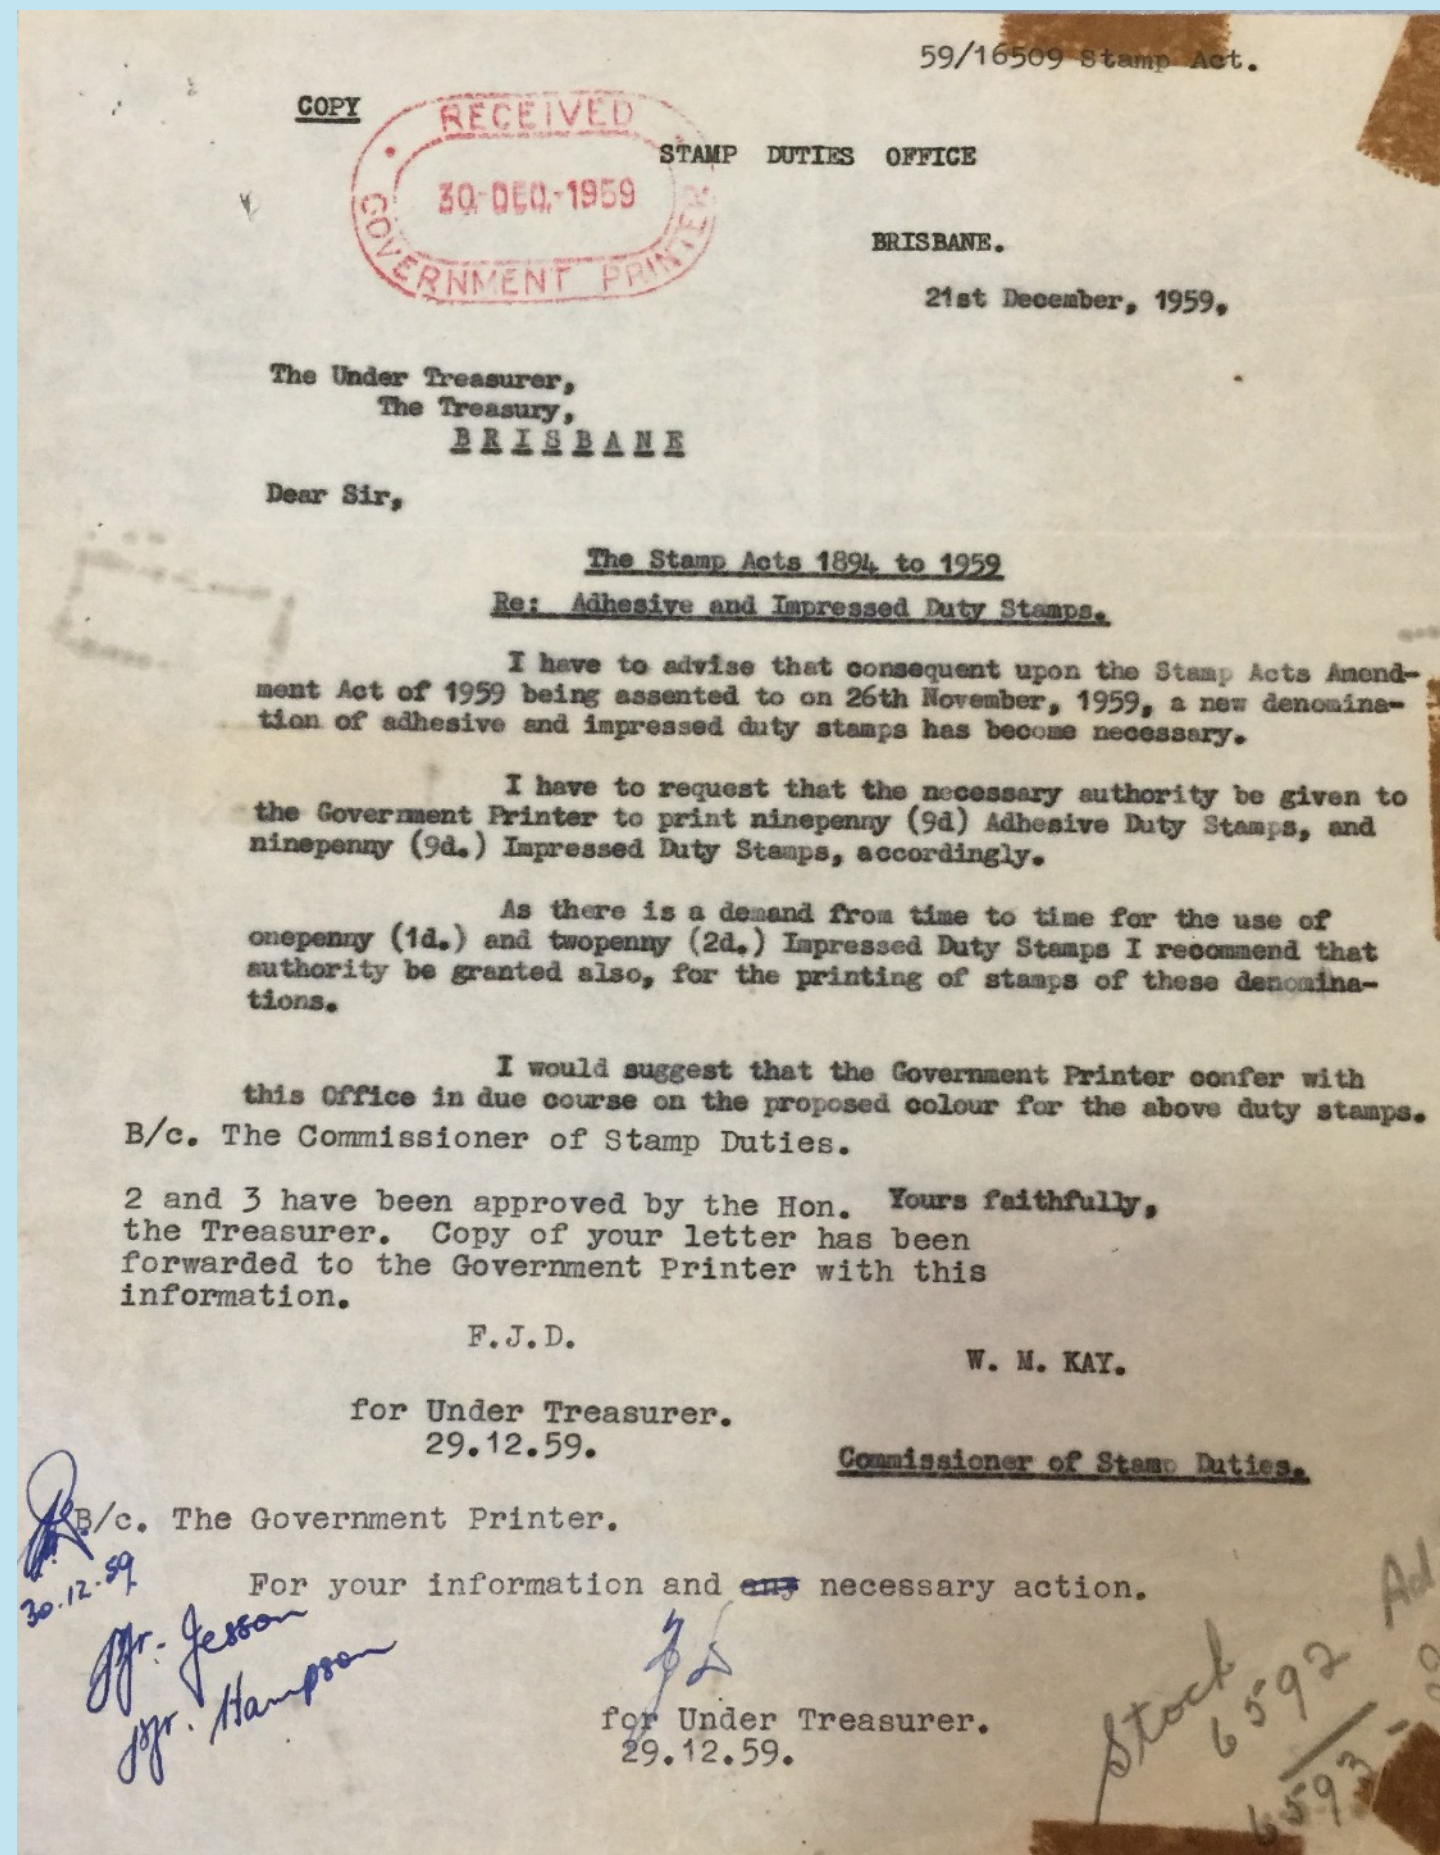 59/16509 Stamp Act.
COPY
RECEIVED
30.DEC.1959
GOVERNMENT PRINTER
STAMP DUTIES OFFICE
BRISBANE.
21st December, 1959.
The Under Treasurer,
The Treasury,
BRISBANE
Dear Sir,
The Stamp Acts 1894 to 1959
Re: Adhesive and Impressed Duty Stamps.
I have to advise that consequent upon the Stamp Acts Amend-
ment Act of 1959 being assented to on 26th November, 1959, a new denomina-
tion of adhesive and impressed duty stamps has become necessary.
I have to request that the necessary authority be given to
the Government Printer to print ninepenny (9d) Adhesive Duty Stamps, and
ninepenny (9d.) Impressed Duty Stamps, accordingly.
As there is a demand from time to time for the use of
onepenny (1d.) and twopenny (2d.) Impressed Duty Stamps I recommend that
authority be granted also, for the printing of stamps of these denomina-
tions.
I would suggest that the Government Printer confer with
this Office in due course on the proposed colour for the above duty stamps.
B/c. The Commissioner of Stamp Duties.
2 and 3 have been approved by the Hon.
the Treasurer. Copy of your letter has been
forwarded to the Government Printer with this
information.
F.J.D.
for Under Treasurer.
29.12.59.
Yours faithfully,
W. M. KAY.
Commissioner of Stamp Duties.
B/c. The Government Printer.
30.12.59
For your information and any necessary action.
Mr. Jesson
Mr. Hampson
for Under Treasurer.
29.12.59.
Stock
6592
6593
Ad